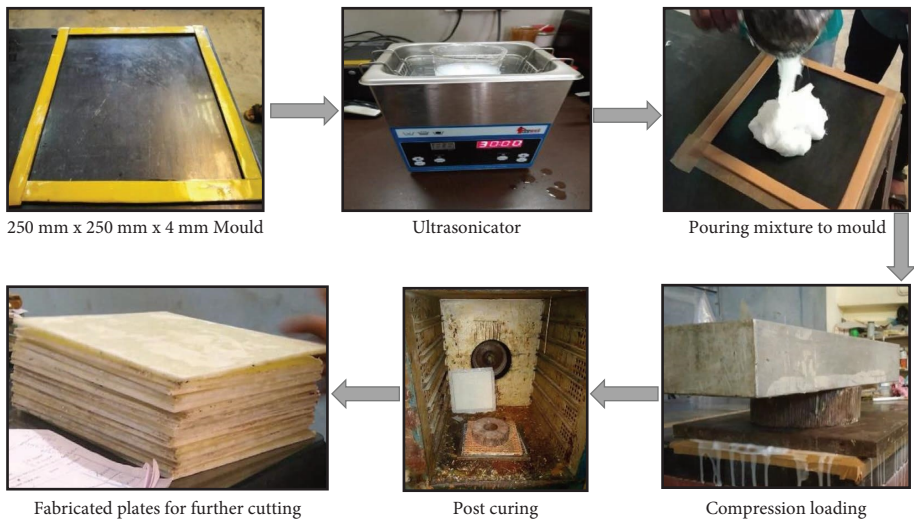 250 mm x 250 mm x 4 mm Mould
Ultrasonicator
Pouring mixture to mould
3000
Fabricated plates for further cutting
Post curing
Compression loading